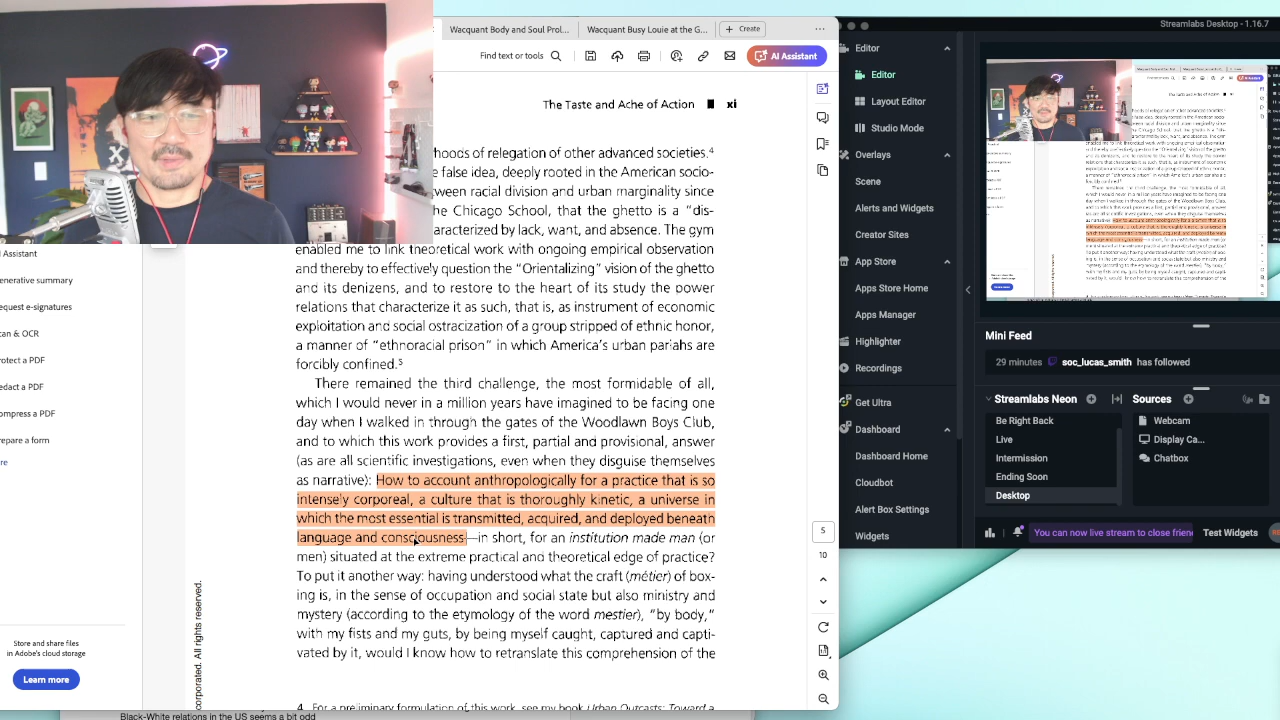 Wacquant Body and Soul Prol...
Wacquant Busy Louie at the G...
Create
Find text or tools
AI Assistant
The Taste and Ache of Action xi
tion of other advanced societies.4
e false idea, deeply rooted in the American socio-
ween racial division and urban marginality since
the Chicago School, that the ghetto is a “dis-
nt, and absence. The gym
enabled me to link theoretical work with ongoing empirical observation
and thereby to effectively question the “Orientalizing” vision of the ghetto
and its denizens, and to restore to the heart of its study the power
relations that characterize it as such, that is as instrument of economic
exploitation and social ostracization of a group stripped of ethnic honor,
a manner of “ethnoracial prison” in which America’s urban pariahs are
forcibly confined.5
There remained the third challenge, the most formidable of all,
which I would never in a million years have imagined to be facing one
day when I walked in through the gates of the Woodlawn Boys Club,
and to which this work provides a first, partial and provisional, answer
(as are all scientific investigations, even when they disguise themselves
as narrative): How to account anthropologically for a practice that is so
intensely corporeal, a culture that is thoroughly kinetic, a universe in
which the most essential is transmitted, acquired, and deployed beneath
language and consciousness—in short, for an institution made man (or
men) situated at the extreme practical and theoretical edge of practice?
To put it another way: having understood what the craft (métier) of box-
ing is, in the sense of occupation and social state but also ministry and
mystery (according to the etymology of the word mestier), “by body,”
with my fists and my guts, by being myself caught, captured and capti-
vated by it, would I know how to retranslate this comprehension of the
4. For a preliminary formulation of this work, see my book Urban Outcasts: Toward a
corporated. All rights reserved.
Assistant
enerative summary
equest e-signatures
can & OCR
rotect a PDF
edact a PDF
ompress a PDF
repare a form
re
Store and share files
in Adobe's cloud storage
Learn more
Black-White relations in the US seems a bit odd
5
10
Streamlabs Desktop - 1.16.7
Editor
Editor
Layout Editor
Studio Mode
Overlays
Scene
Alerts and Widgets
Creator Sites
App Store
Apps Store Home
Apps Manager
Highlighter
Recordings
Get Ultra
Dashboard
Dashboard Home
Cloudbot
Alert Box Settings
Widgets
Mini Feed
29 minutes soc_lucas_smith has followed
Streamlabs Neon
Be Right Back
Live
Intermission
Ending Soon
Desktop
Sources
Webcam
Display Ca...
Chatbox
You can now live stream to close frien
Test Widgets